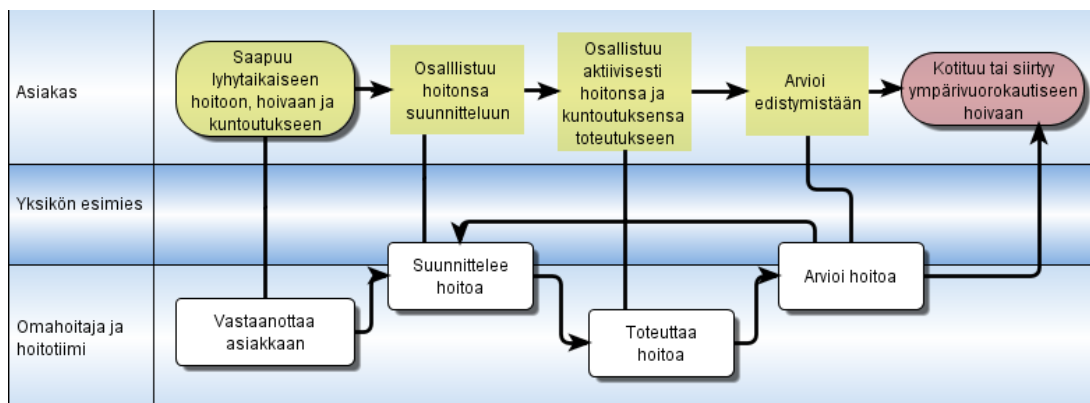 Asiakas
Saapuu
lyhytaikaiseen
hoitoon, hoivaan ja
kuntoutukseen
Osalllistuu
hoitonsa
suunnitteluun
Osallistuu
aktiivisesti
hoitonsa ja
kuntoutuksensa
toteutukseen
Arvioi
edistymistään
Kotituu tai siirtyy
ympärivuorokautiseen
hoivaan
Yksikön esimies
Suunnittelee
hoitoa
Arvioi hoitoa
Omahoitaja ja
hoitotiimi
Vastaanottaa
asiakkaan
Toteuttaa
hoitoa